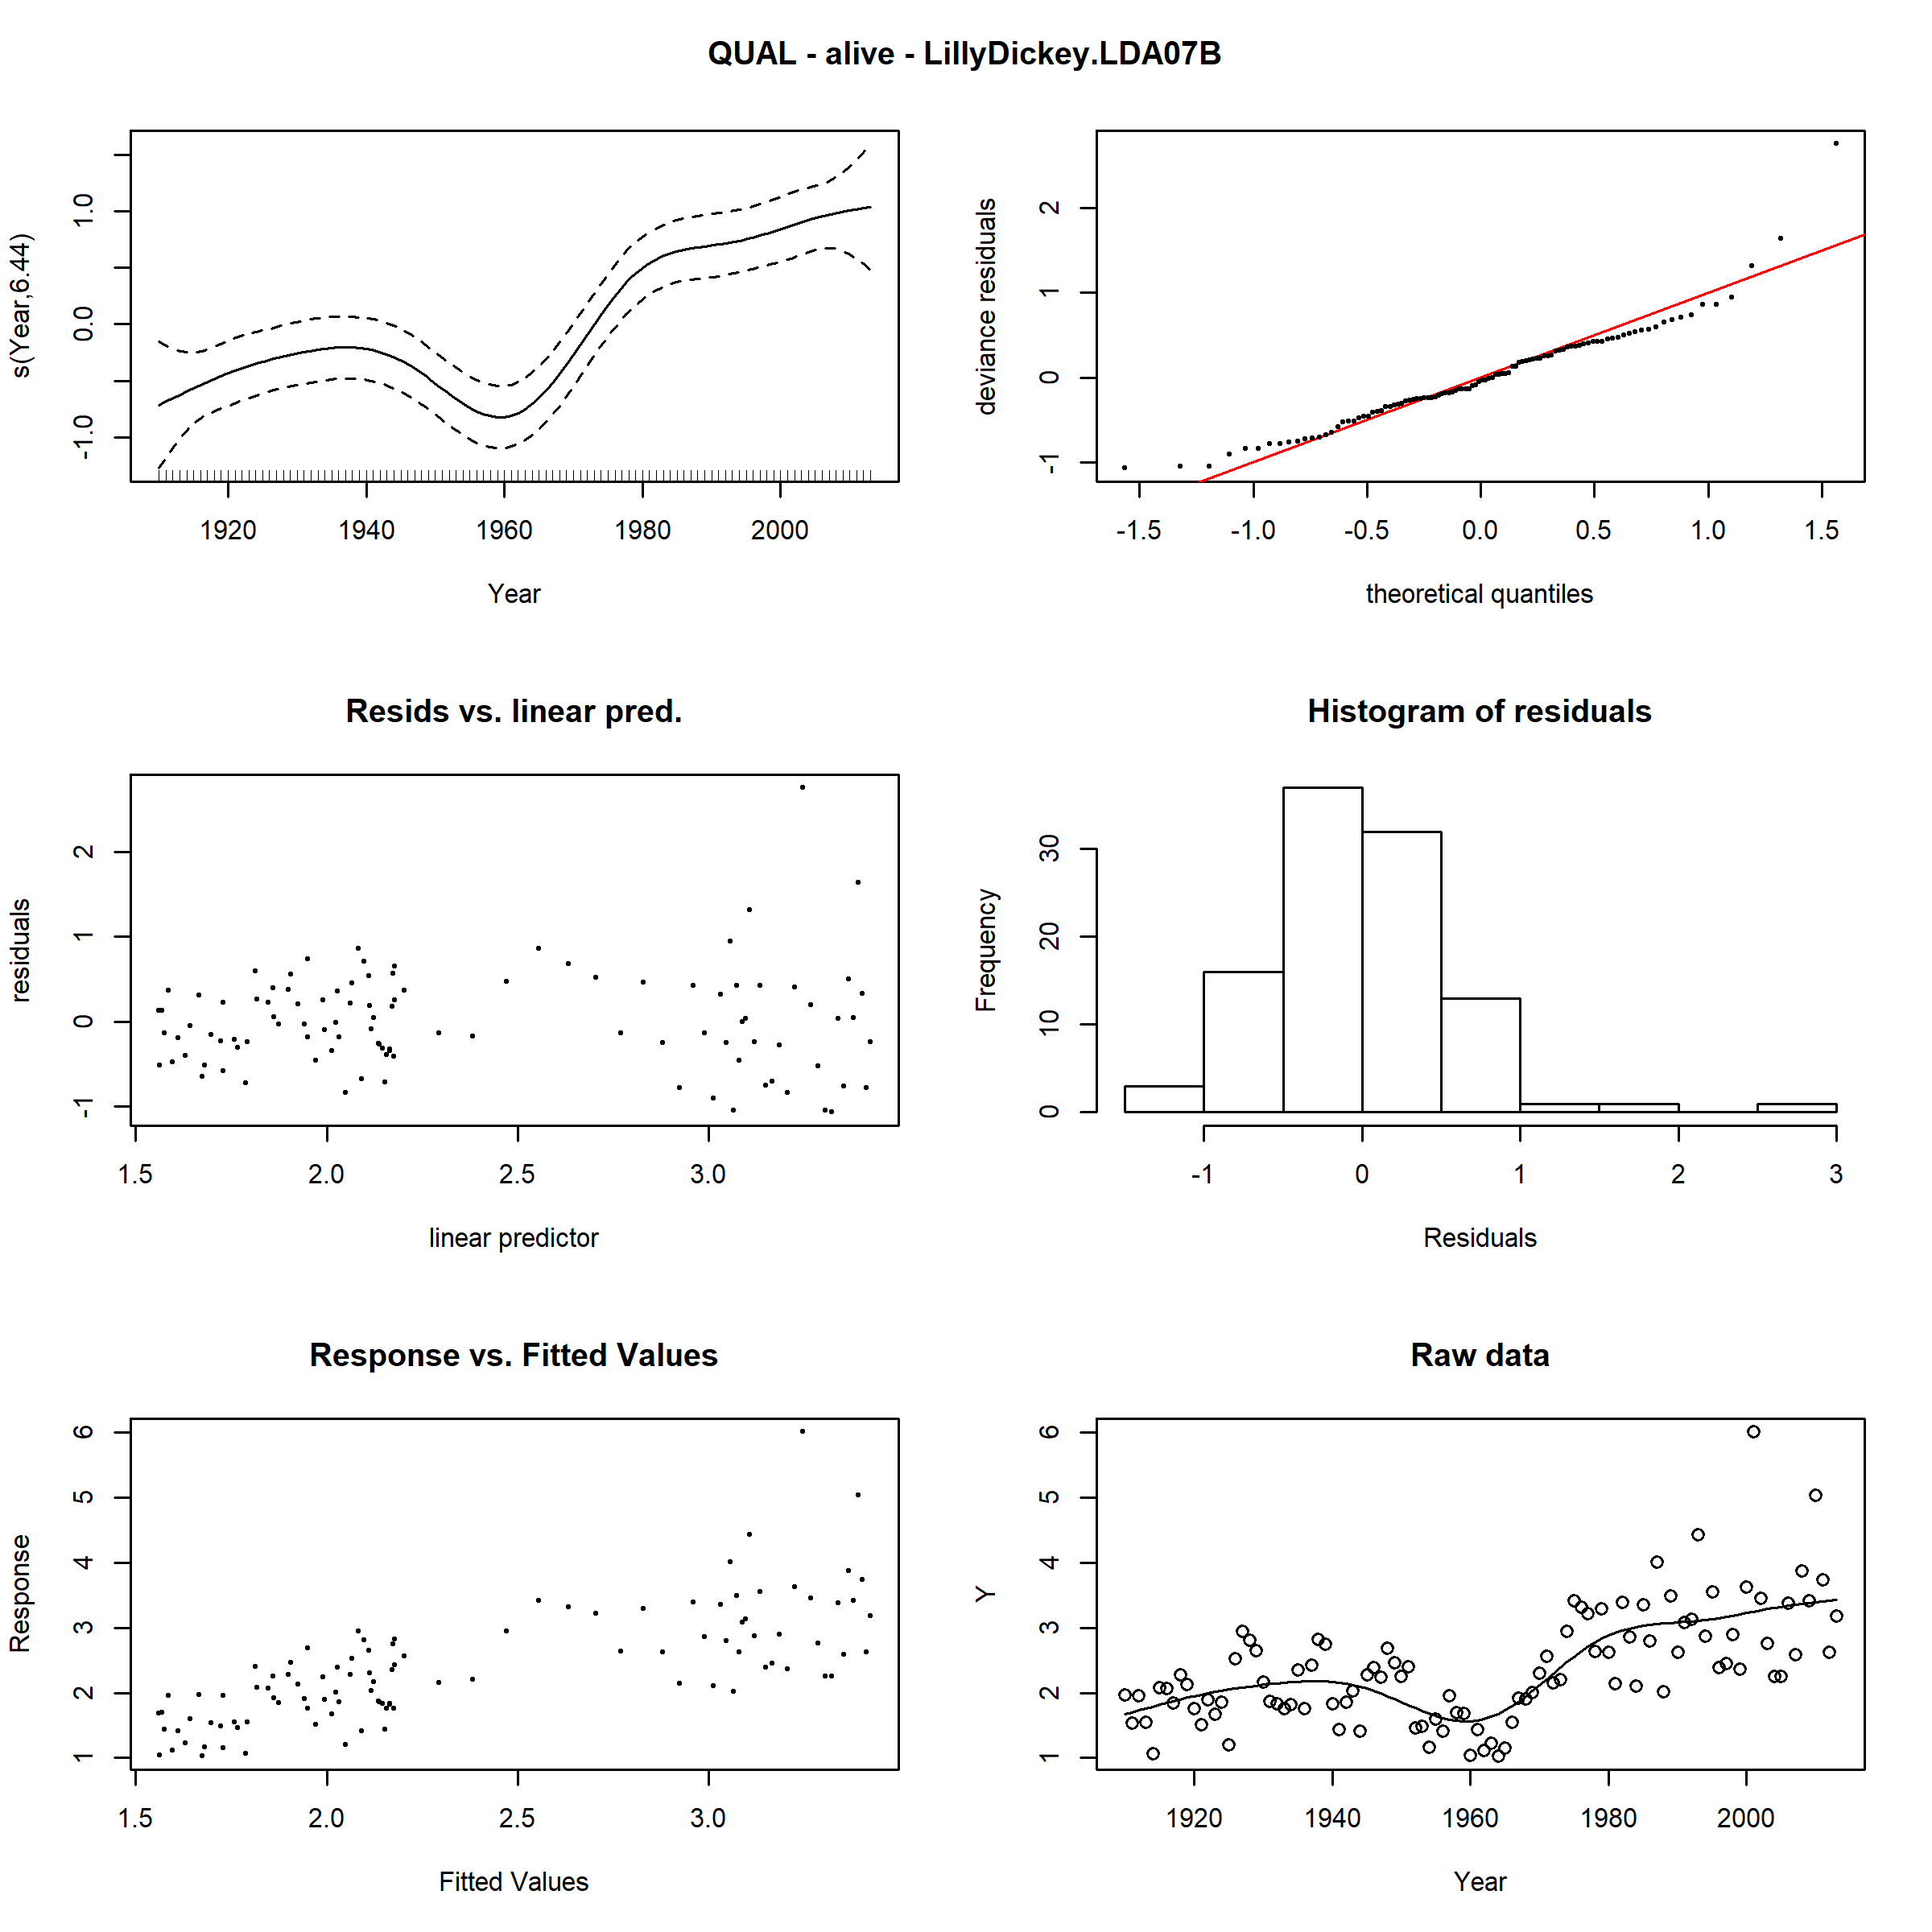 QUAL - alive - LillyDickey.LDA07B
s(Year,6.44)
-1.0 0.0 1.0
1920 1940 1960 1980 2000
Year
deviance residuals
-1 0 1 2
-1.5 -1.0 -0.5 0.0 0.5 1.0 1.5
theoretical quantiles
Resids vs. linear pred.
residuals
-1 0 1 2
1.5 2.0 2.5 3.0
linear predictor
Histogram of residuals
Frequency
0 10 20 30
-1 0 1 2 3
Residuals
Response vs. Fitted Values
Response
1 2 3 4 5 6
1.5 2.0 2.5 3.0
Fitted Values
Raw data
Y
1 2 3 4 5 6
1920 1940 1960 1980 2000
Year